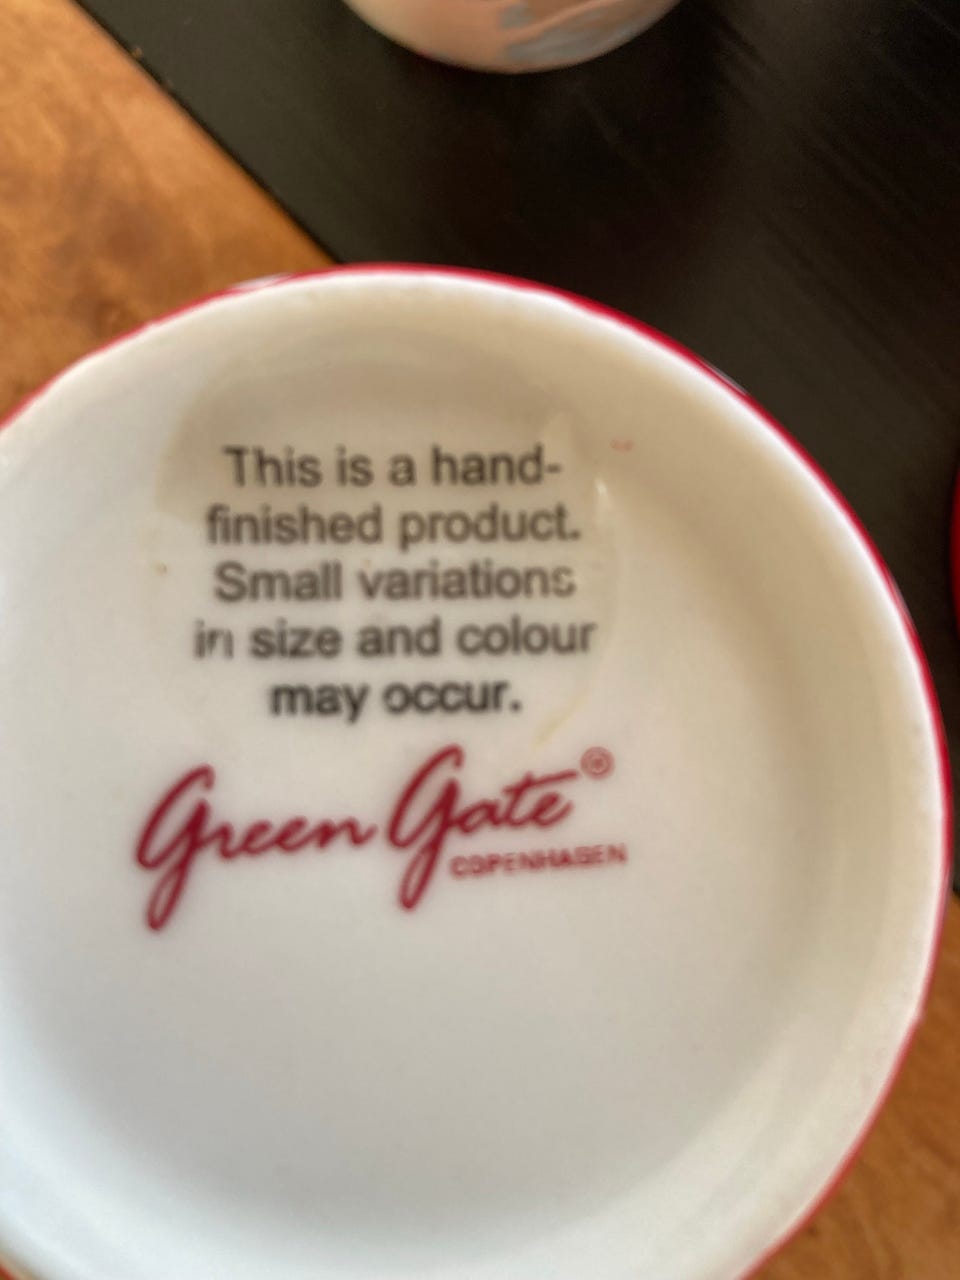 This is a hand-
finished product.
Small variations
in size and colour
may occur.
Green Gate®
COPENHAGEN